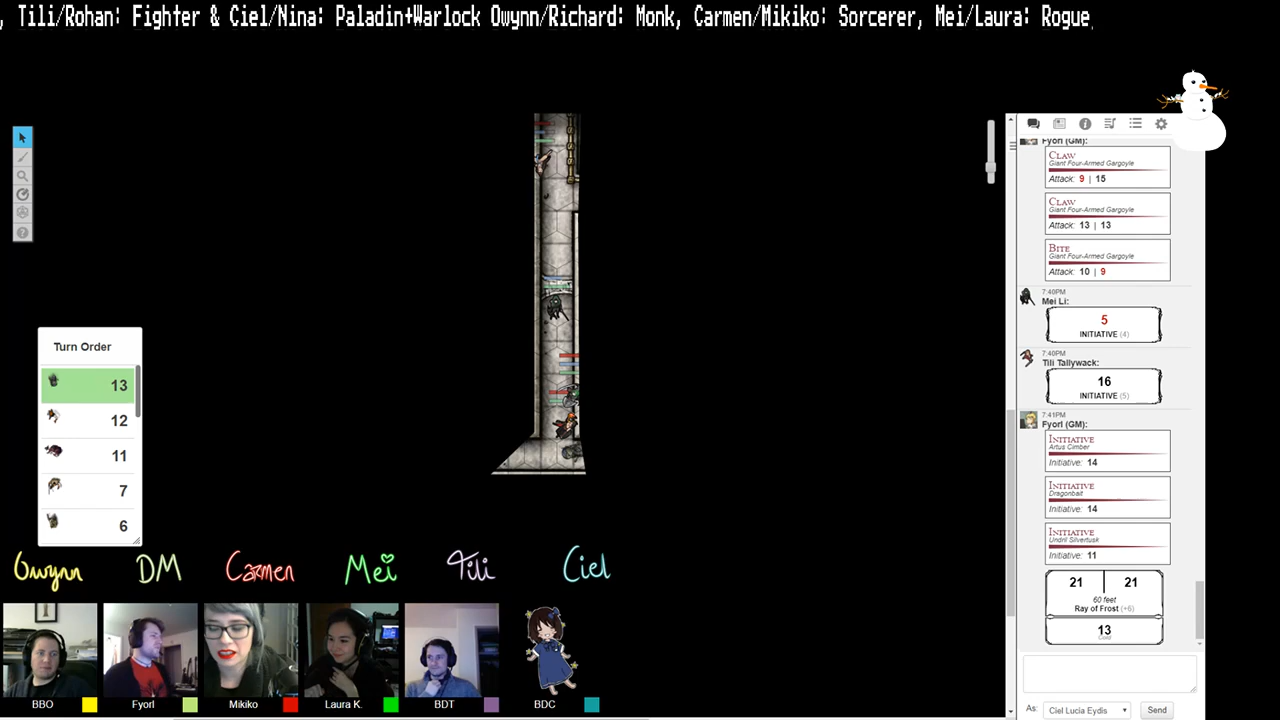 , Tili/Rohan: Fighter & Ciel/Nina: Paladin+Warlock Owynn/Richard: Monk, Carmen/Mikiko: Sorcerer, Mei/Laura: Rogue,
Fyorl (GM):
Claw
Giant Four-Armed Gargoyle
Attack: 9 | 15
Claw
Giant Four-Armed Gargoyle
Attack: 13 | 13
Bite
Giant Four-Armed Gargoyle
Attack: 10 | 9
7:40PM
Mei Li:
5
INITIATIVE (4)
7:40PM
Tili Tallywack:
16
INITIATIVE (5)
7:41PM
Fyorl (GM):
Initiative
Artus Cimber
Initiative: 14
Initiative
Dragonbait
Initiative: 14
Initiative
Undril Silvertusk
Initiative: 11
21 | 21
60 feet
Ray of Frost (+6)
13
Cold
As: Ciel Lucia Eydis
Send
Turn Order
13
12
11
7
6
Owynn DM Carmen Mei Tili Ciel
BBO Fyorl Mikiko Laura K. BDT BDC